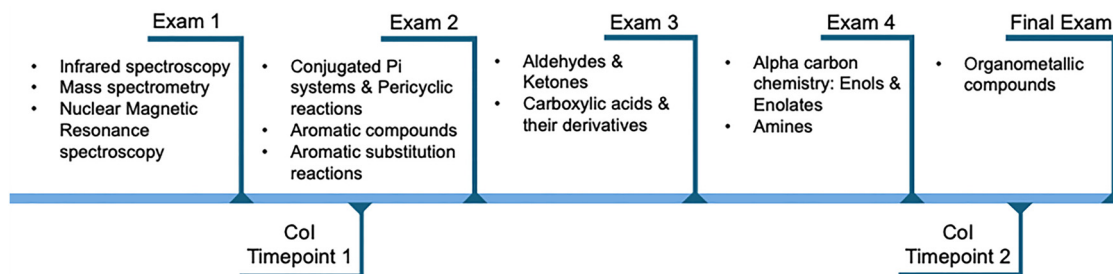 Exam 1
• Infrared spectroscopy
• Mass spectrometry
• Nuclear Magnetic
Resonance
spectroscopy
Exam 2
• Conjugated Pi
systems & Pericyclic
reactions
• Aromatic compounds
• Aromatic substitution
reactions
Exam 3
• Aldehydes &
Ketones
• Carboxylic acids &
their derivatives
Exam 4
• Alpha carbon
chemistry: Enols &
Enolates
• Amines
Final Exam
• Organometallic
compounds
CoI
Timepoint 1
CoI
Timepoint 2